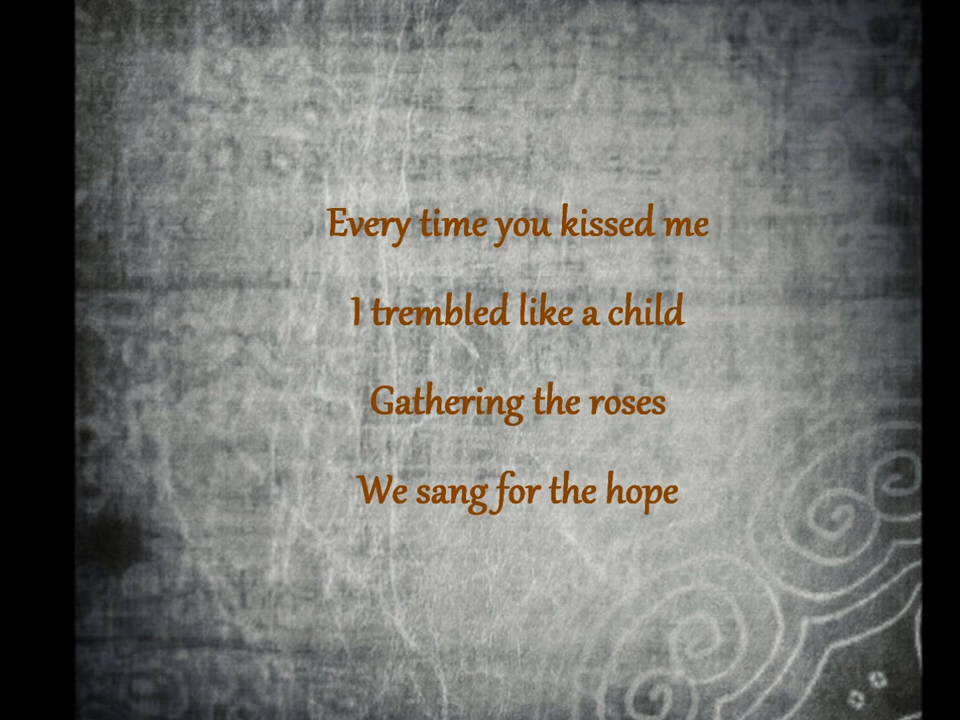 Every time you kissed me
I trembled like a child
Gathering the roses
We sang for the hope